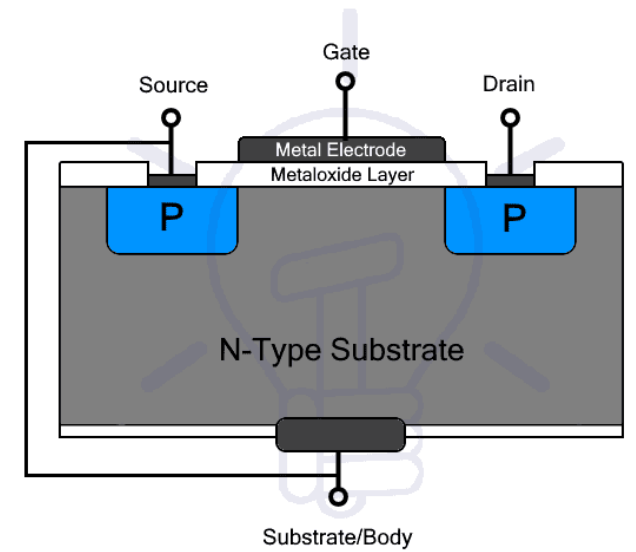 Gate
Source
Drain
Metal Electrode
Metaloxide Layer
P
P
N-Type Substrate
Substrate/Body